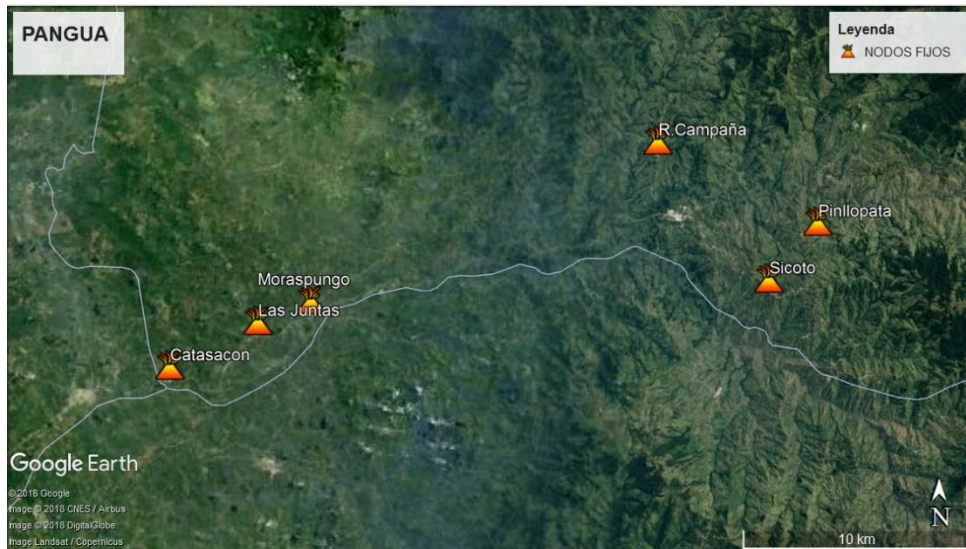 PANGUA
Leyenda
NODOS FIJOS
R.Campaña
Pinllopata
Sicoto
Moraspungo
Las Juntas
Catasacon
Google Earth
© 2018 Google
Image © 2018 CNES / Airbus
Image © 2018 DigitalGlobe
Image Landsat / Copernicus
N
10 km